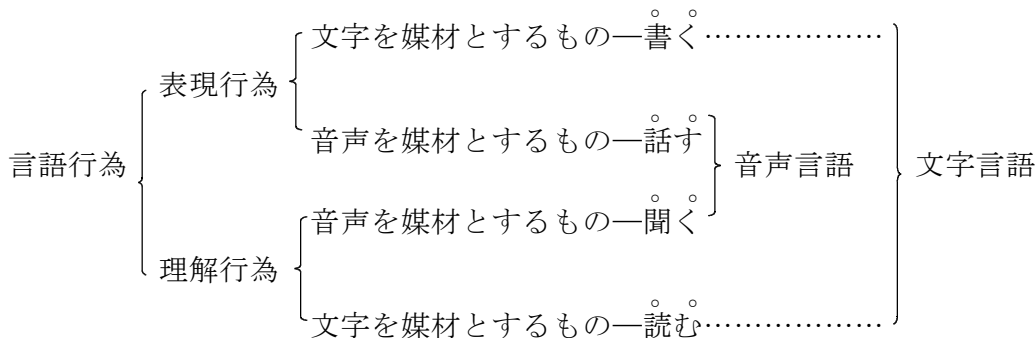 文字を媒材とするもの―書く………………
表現行為
音声を媒材とするもの―話す
言語行為 音声言語 文字言語
音声を媒材とするもの―聞く
理解行為
文字を媒材とするもの―読む………………